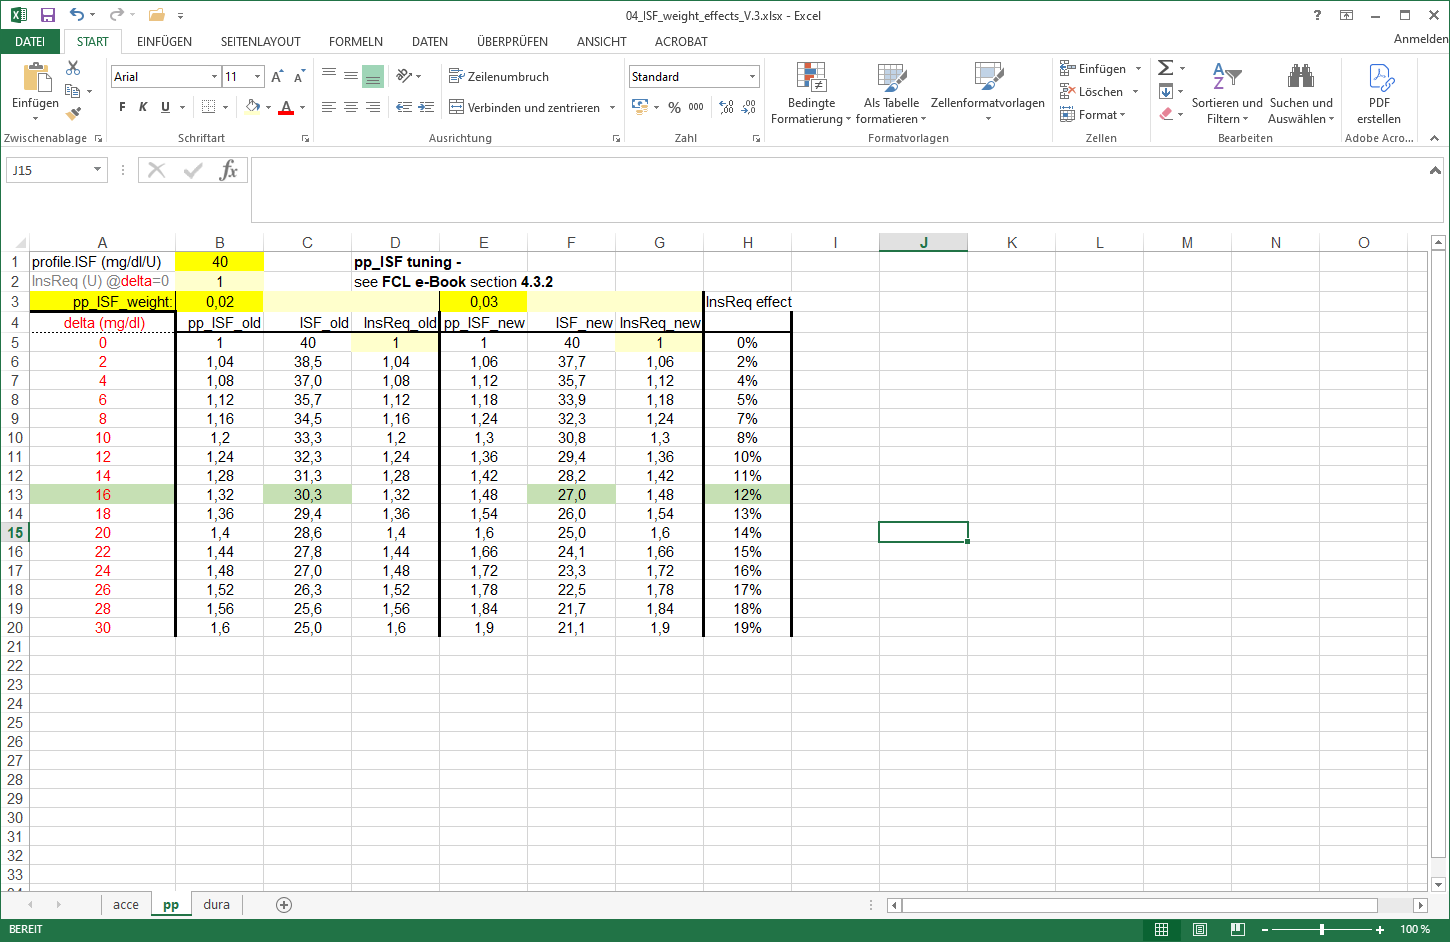 04_ISF_weight_effects_V.3.xlsx - Excel
?
DATEI START EINFÜGEN SEITENLAYOUT FORMELN DATEN ÜBERPRÜFEN ANSICHT ACROBAT Anmelden
Einfügen
Zwischenablage
Arial 11
F K U
Schriftart
Zeilenumbruch
Verbinden und zentrieren
Ausrichtung
Standard
% 000
Zahl
Bedingte Formatierung
Als Tabelle formatieren
Zellenformatvorlagen
Formatvorlagen
Einfügen
Löschen
Format
Zellen
Sortieren und Filtern
Suchen und Auswählen
Bearbeiten
PDF erstellen
Adobe Acro...
J15 fx
A B C D E F G H I J K L M N O
1 profile.ISF (mg/dl/U) 40 pp_ISF tuning -
2 InsReq (U) @delta=0 1 see FCL e-Book section 4.3.2
3 pp_ISF_weight: 0,02 0,03 InsReq effect
4 delta (mg/dl) pp_ISF_old ISF_old InsReq_old pp_ISF_new ISF_new InsReq_new
5 0 1 40 1 1 40 1 0%
6 2 1,04 38,5 1,04 1,06 37,7 1,06 2%
7 4 1,08 37,0 1,08 1,12 35,7 1,12 4%
8 6 1,12 35,7 1,12 1,18 33,9 1,18 5%
9 8 1,16 34,5 1,16 1,24 32,3 1,24 7%
10 10 1,2 33,3 1,2 1,3 30,8 1,3 8%
11 12 1,24 32,3 1,24 1,36 29,4 1,36 10%
12 14 1,28 31,3 1,28 1,42 28,2 1,42 11%
13 16 1,32 30,3 1,32 1,48 27,0 1,48 12%
14 18 1,36 29,4 1,36 1,54 26,0 1,54 13%
15 20 1,4 28,6 1,4 1,6 25,0 1,6 14%
16 22 1,44 27,8 1,44 1,66 24,1 1,66 15%
17 24 1,48 27,0 1,48 1,72 23,3 1,72 16%
18 26 1,52 26,3 1,52 1,78 22,5 1,78 17%
19 28 1,56 25,6 1,56 1,84 21,7 1,84 18%
20 30 1,6 25,0 1,6 1,9 21,1 1,9 19%
21
22
23
24
25
26
27
28
29
30
31
32
33
acce pp dura
BEREIT 100 %